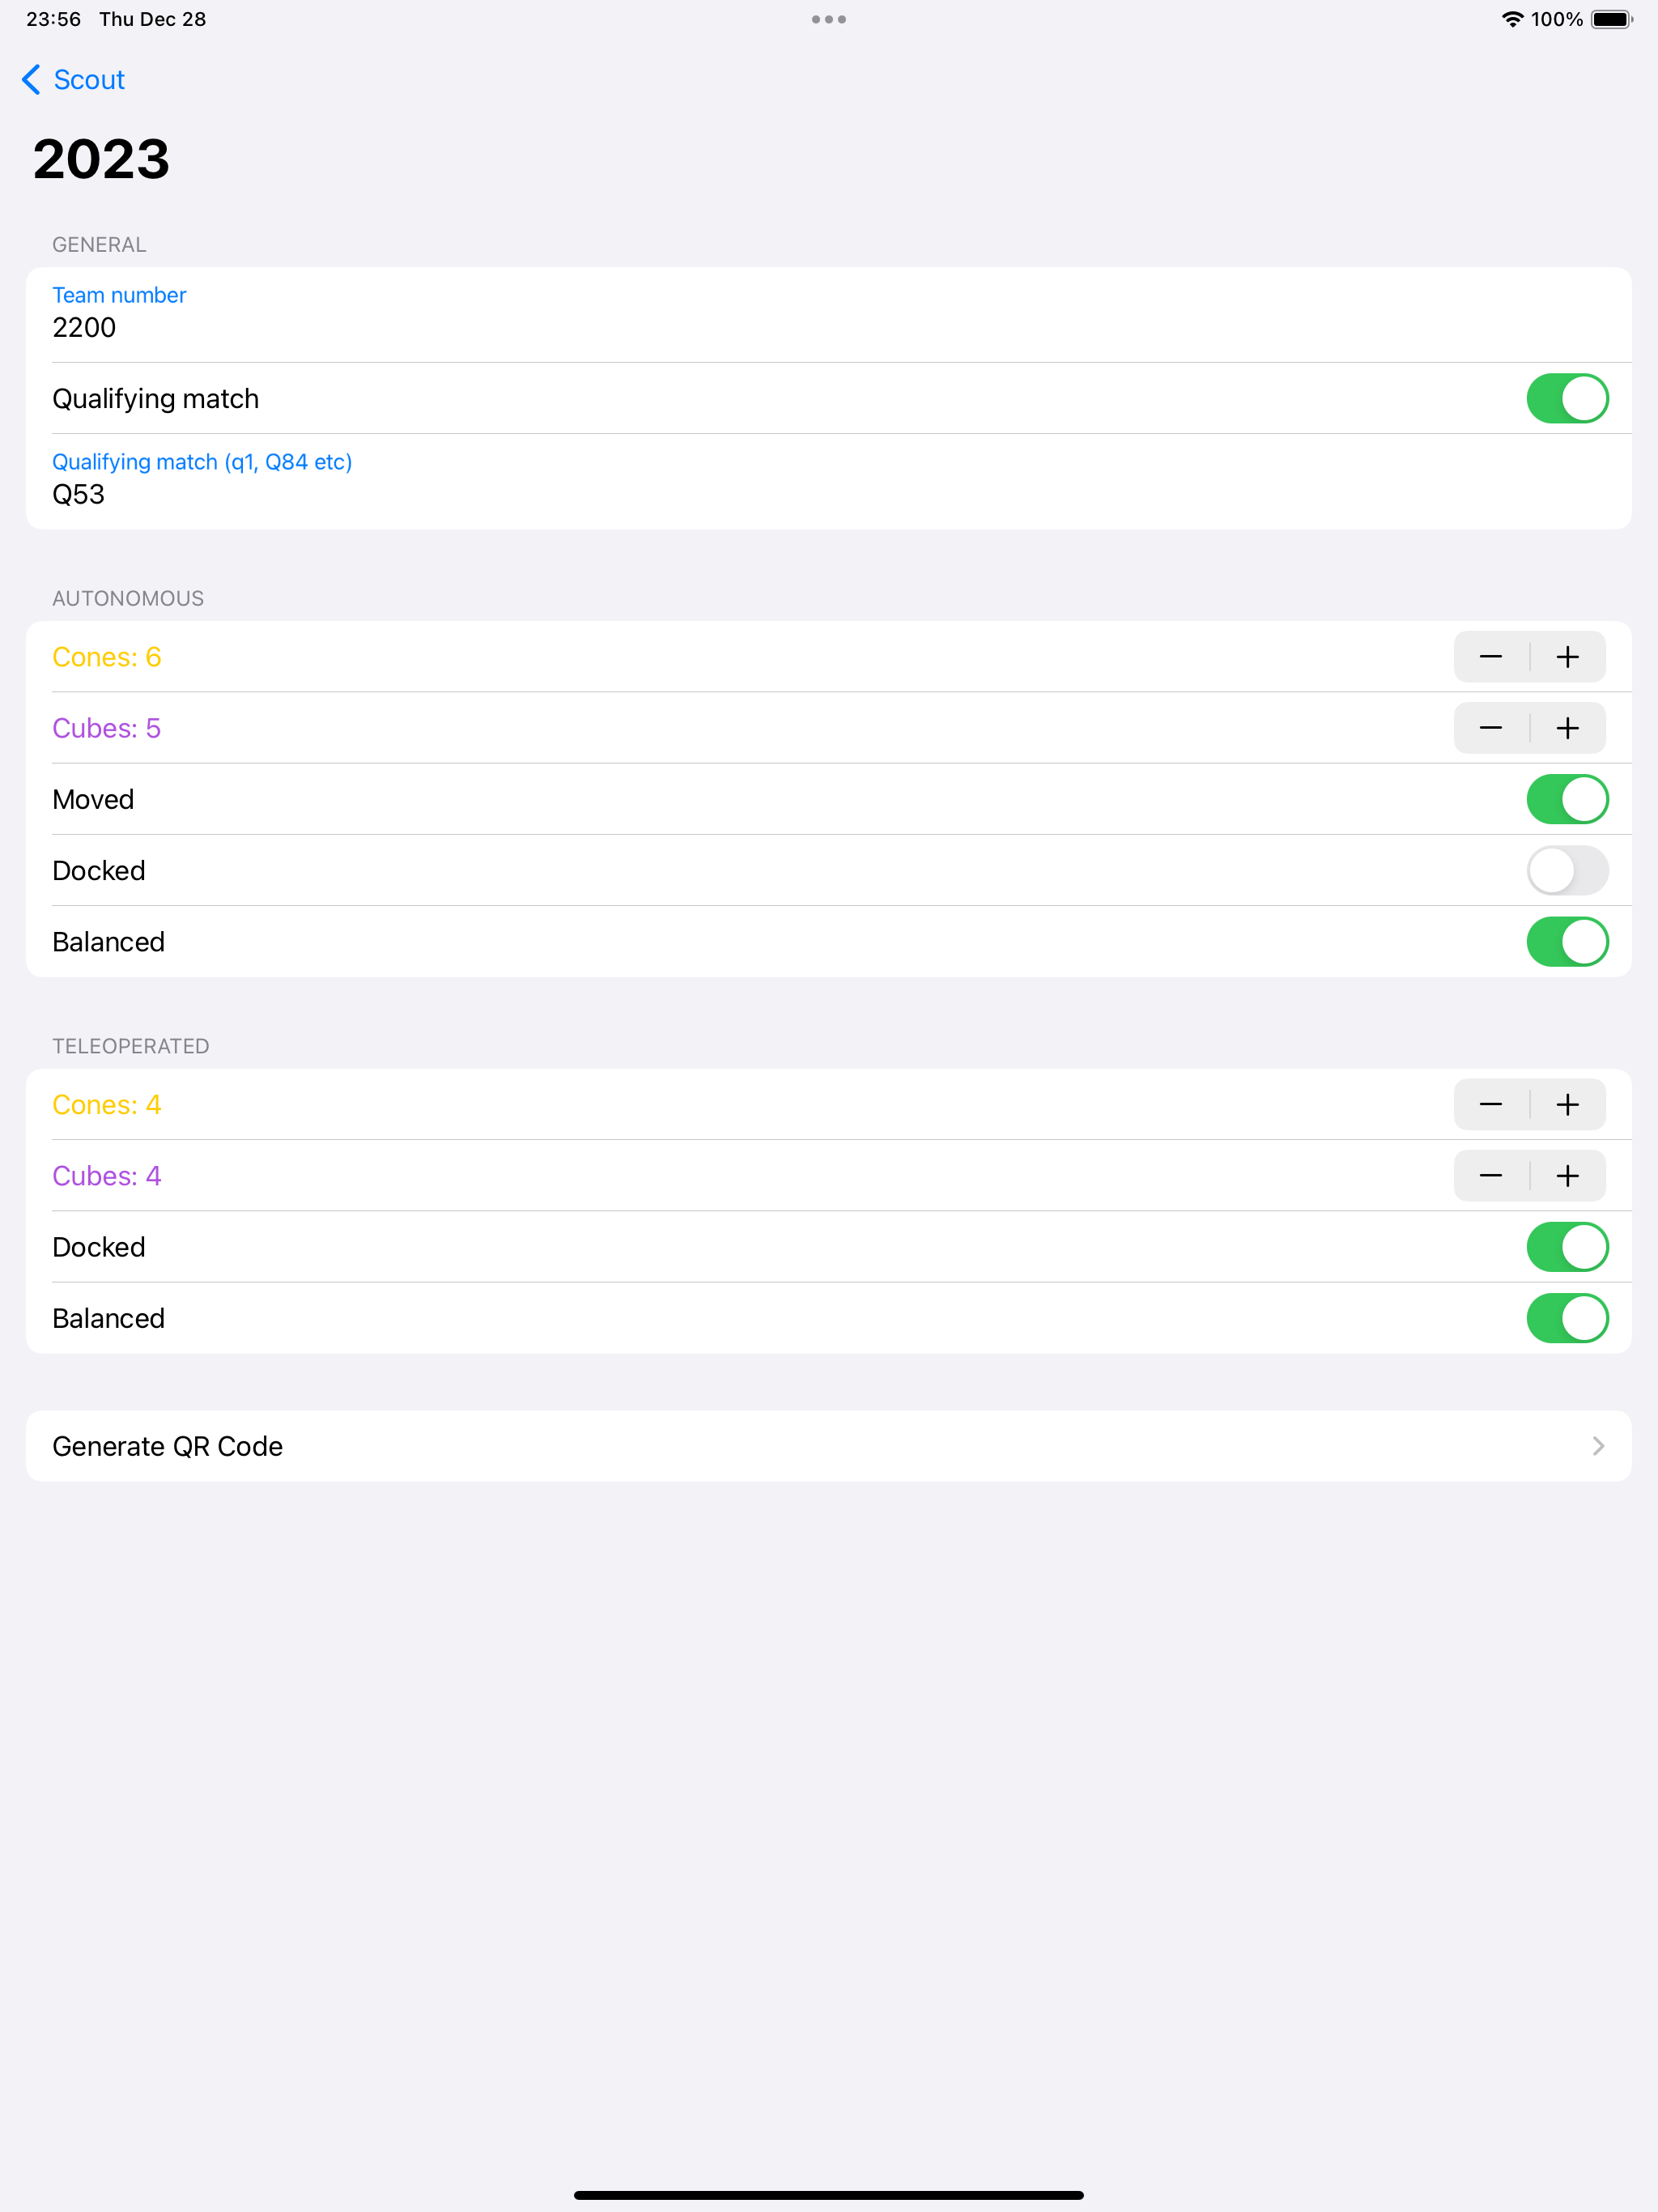 23:56 Thu Dec 28
100%
Scout
2023
GENERAL
Team number
2200
Qualifying match
Qualifying match (q1, Q84 etc)
Q53
AUTONOMOUS
Cones: 6
Cubes: 5
Moved
Docked
Balanced
TELEOPERATED
Cones: 4
Cubes: 4
Docked
Balanced
Generate QR Code